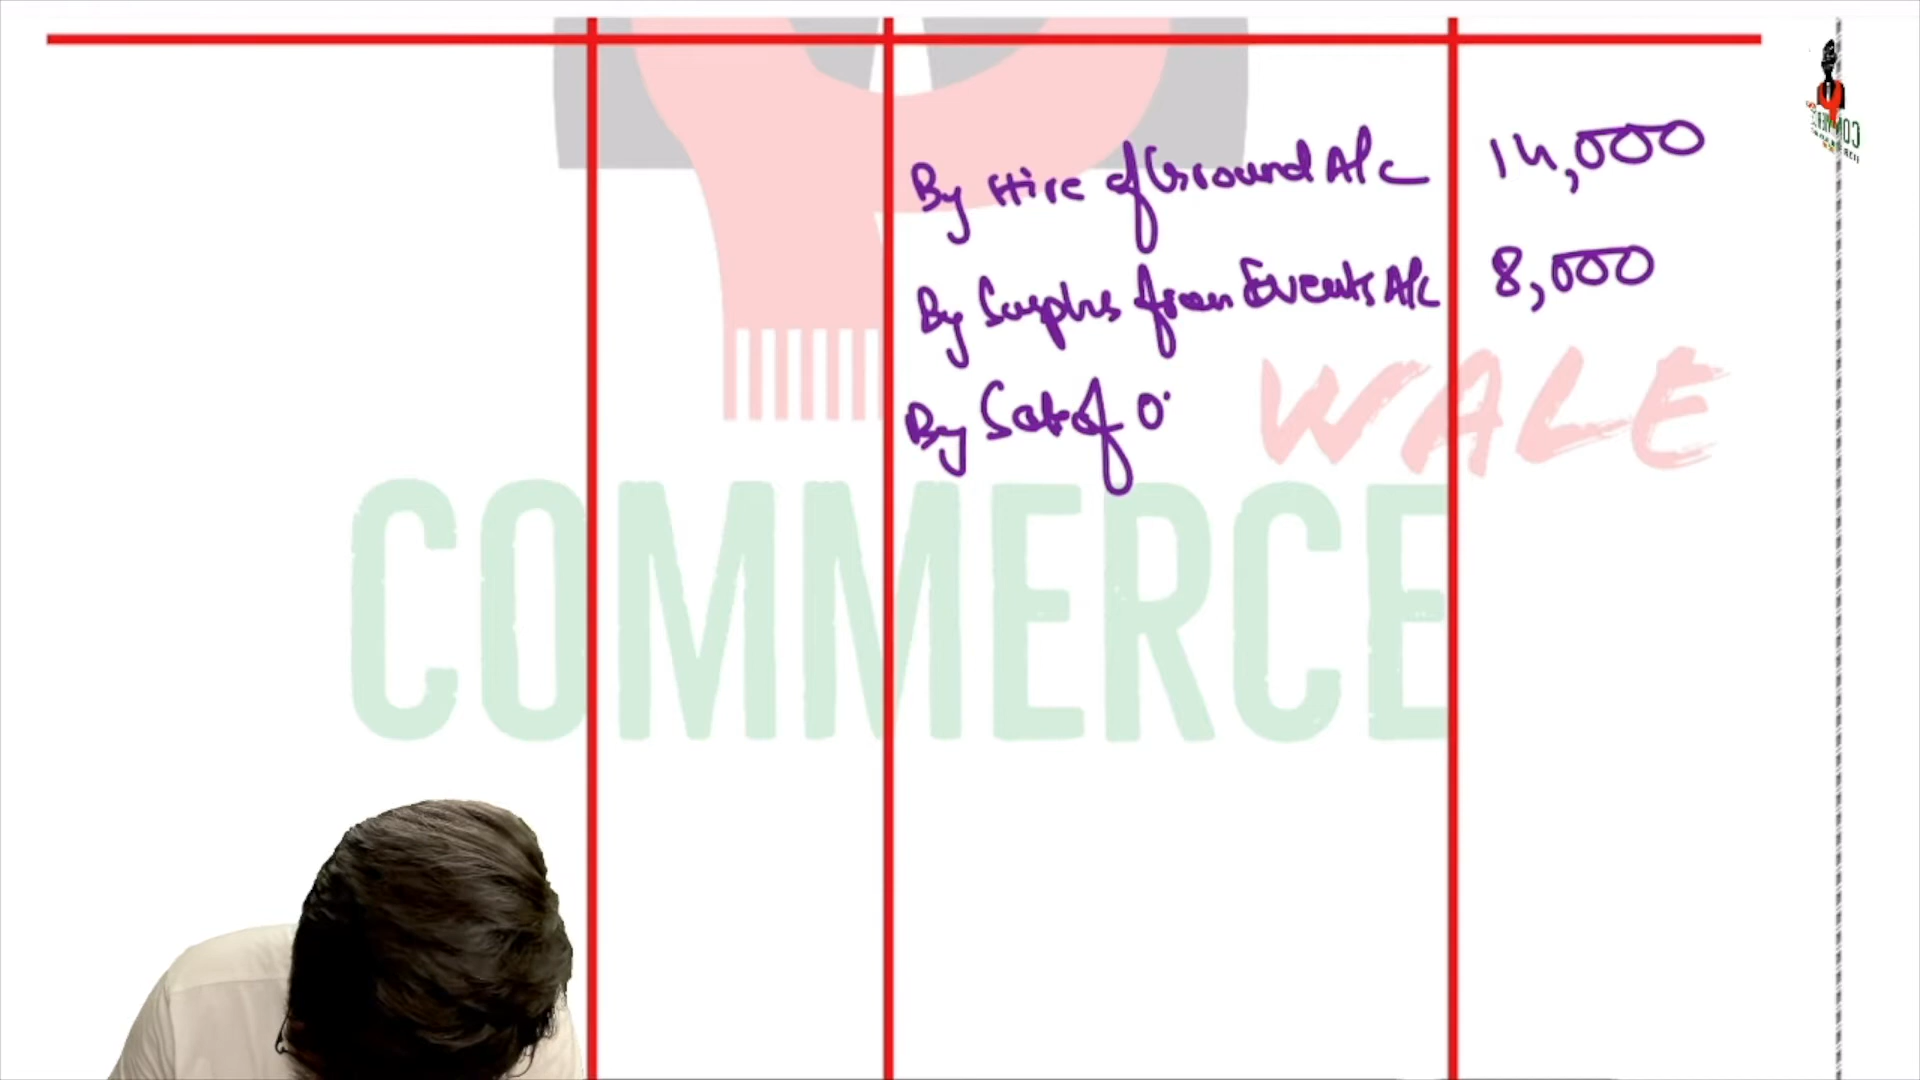 By Hire of Ground A/c 14,000
By Surplus from Events A/c 8,000
By Sale of O
WALE
COMMERCE